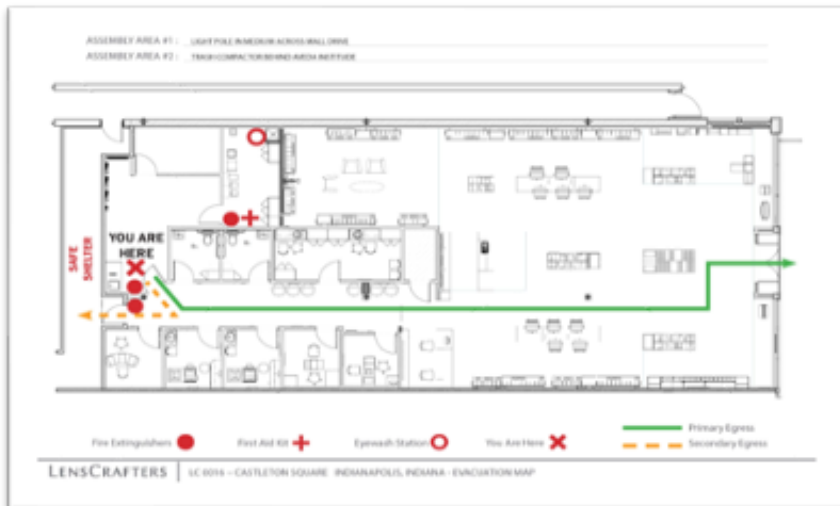 ASSEMBLY AREA #1 : LIGHT POLE IN MEDIUM ACROSS MALL DRIVE
ASSEMBLY AREA #2 : TRASH COMPACTOR BEHIND AVEDA INSTITUTE
YOU ARE
HERE
SAFE
SHELTER
Fire Extinguishers
First Aid Kit
Eyewash Station
You Are Here
Primary Egress
Secondary Egress
LENSCRAFTERS LC 0016 – CASTLETON SQUARE INDIANAPOLIS, INDIANA - EVACUATION MAP